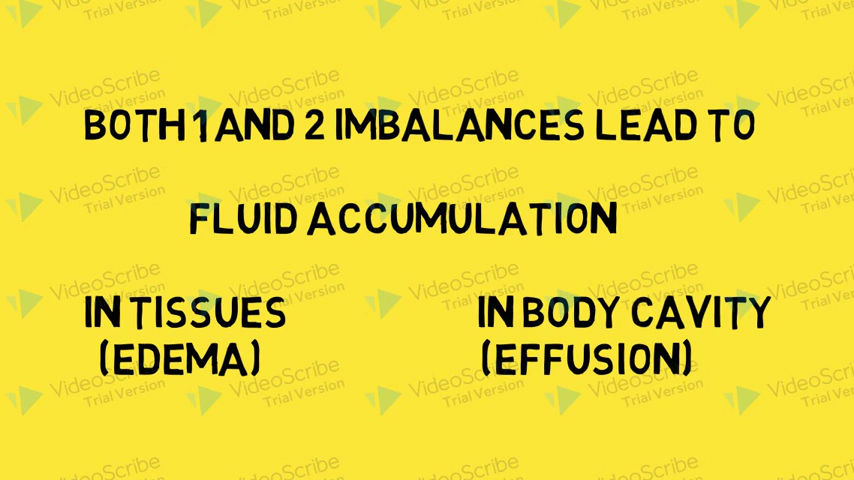 BOTH 1 AND 2 IMBALANCES LEAD TO
FLUID ACCUMULATION
IN TISSUES
(EDEMA)
IN BODY CAVITY
(EFFUSION)
VideoScribe
Trial Version